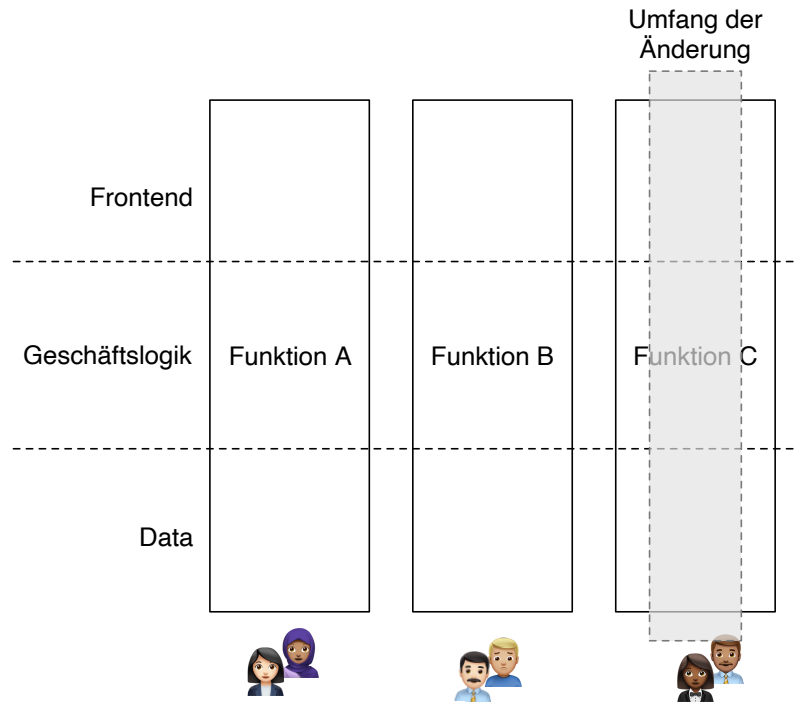 Umfang der
Änderung
Frontend
Geschäftslogik
Funktion A
Funktion B
Funktion C
Data